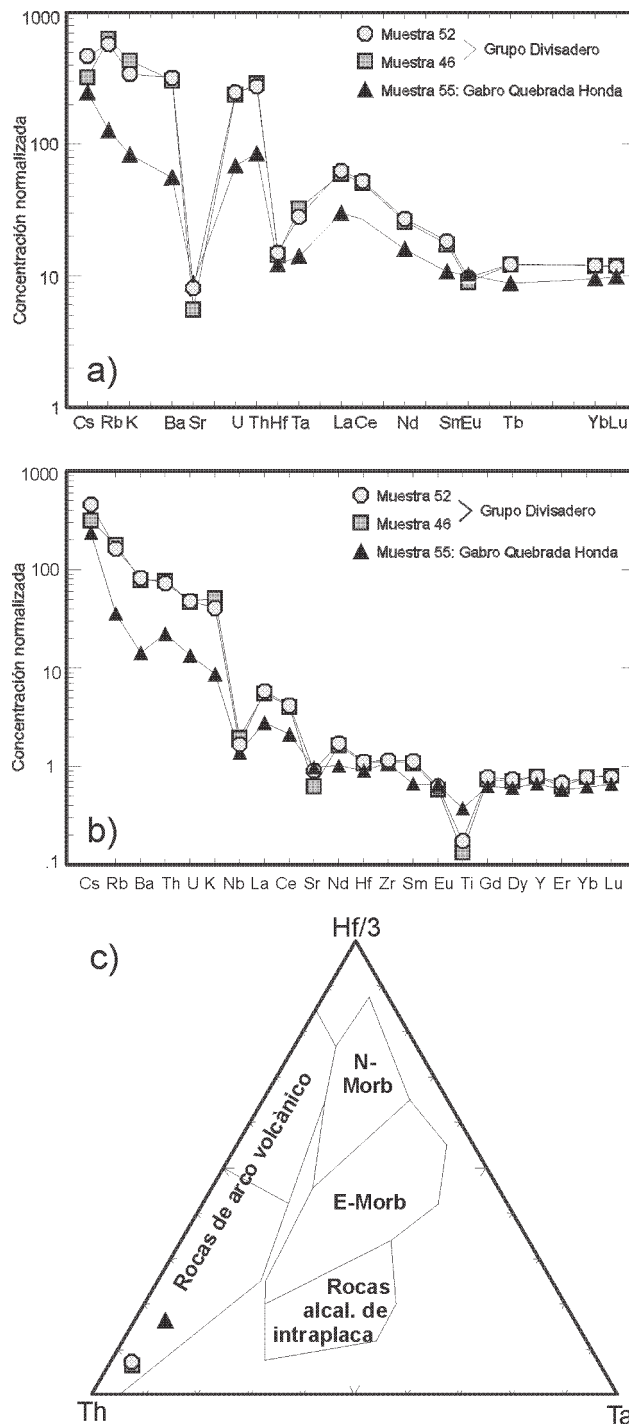 1000
Muestra 52
Muestra 46
Grupo Divisadero
Muestra 55: Gabro Quebrada Honda
100
Concentración normalizada
10
a)
1
Cs Rb K Ba Sr U Th Hf Ta La Ce Nd Sm Eu Tb Yb Lu
1000
Muestra 52
Muestra 46
Grupo Divisadero
Muestra 55: Gabro Quebrada Honda
100
Concentración normalizada
10
1
b)
.1
Cs Rb Ba Th U K Nb La Ce Sr Nd Hf Zr Sm Eu Ti Gd Dy Y Er Yb Lu
c)
Hf/3
N-
Morb
Rocas de arco volcànico
E-Morb
Rocas
alcal. de
intraplaca
Th
Ta